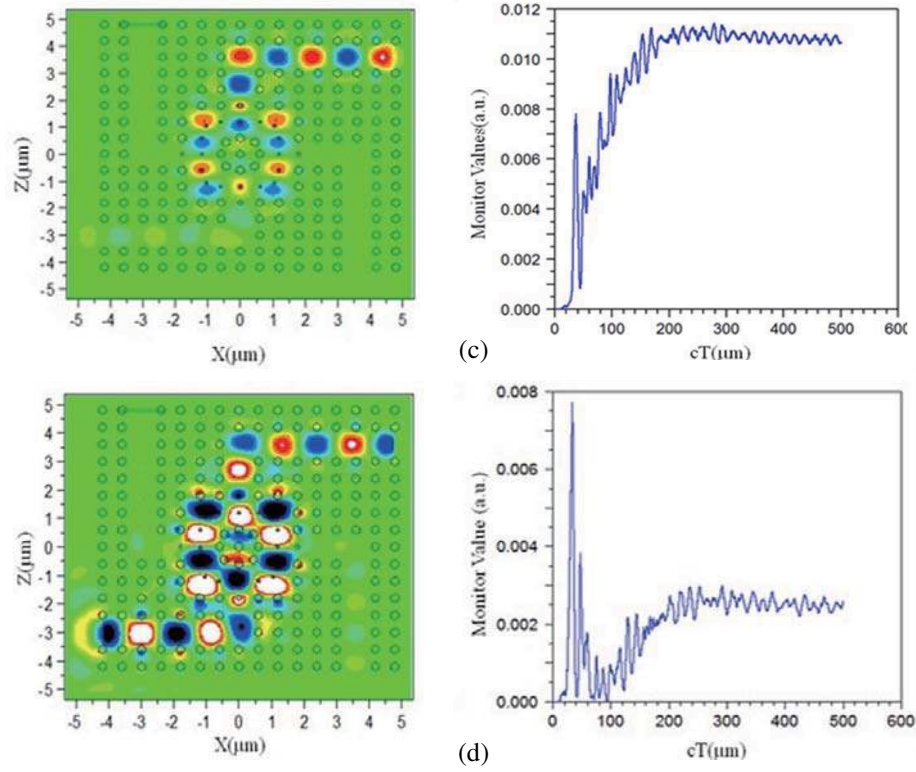 5
4
3
2
1
0
-1
-2
-3
-4
-5
Z(μm)
-5 -4 -3 -2 -1 0 1 2 3 4 5
X(μm)
(c)
0.012
0.010
0.008
0.006
0.004
0.002
0.000
Monitor Values(a.u.)
0 100 200 300 400 500 600
cT(μm)
5
4
3
2
1
0
-1
-2
-3
-4
-5
Z(μm)
-5 -4 -3 -2 -1 0 1 2 3 4 5
X(μm)
(d)
0.008
0.006
0.004
0.002
0.000
Monitor Value (a.u.)
0 100 200 300 400 500 600
cT(μm)